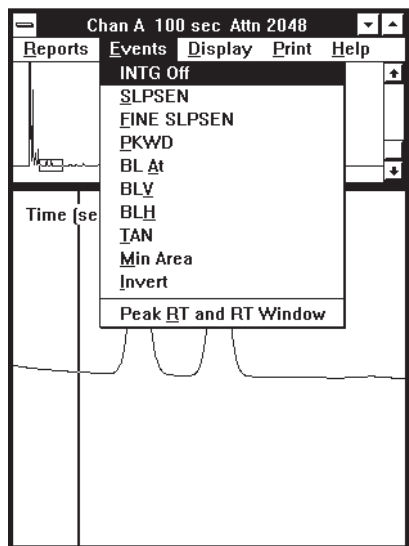 Chan A 100 sec Attn 2048
Reports Events Display Print Help
INTG Off
SLPSEN
FINE SLPSEN
PKWD
BL At
BLV
BLH
TAN
Min Area
Invert
Peak RT and RT Window
Time (se